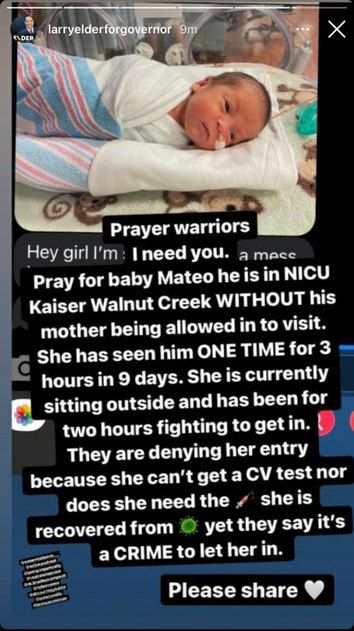 larryelderforgovernor 9m
ELDER
Prayer warriors
I need you.
Hey girl I'm
a mess
Pray for baby Mateo he is in NICU
Kaiser Walnut Creek WITHOUT his
mother being allowed in to visit.
She has seen him ONE TIME for 3
hours in 9 days. She is currently
sitting outside and has been for
two hours fighting to get in.
They are denying her entry
because she can't get a CV test nor
does she need the 💉 she is
recovered from 🦠 yet they say it's
a CRIME to let her in.
Please share 🤍